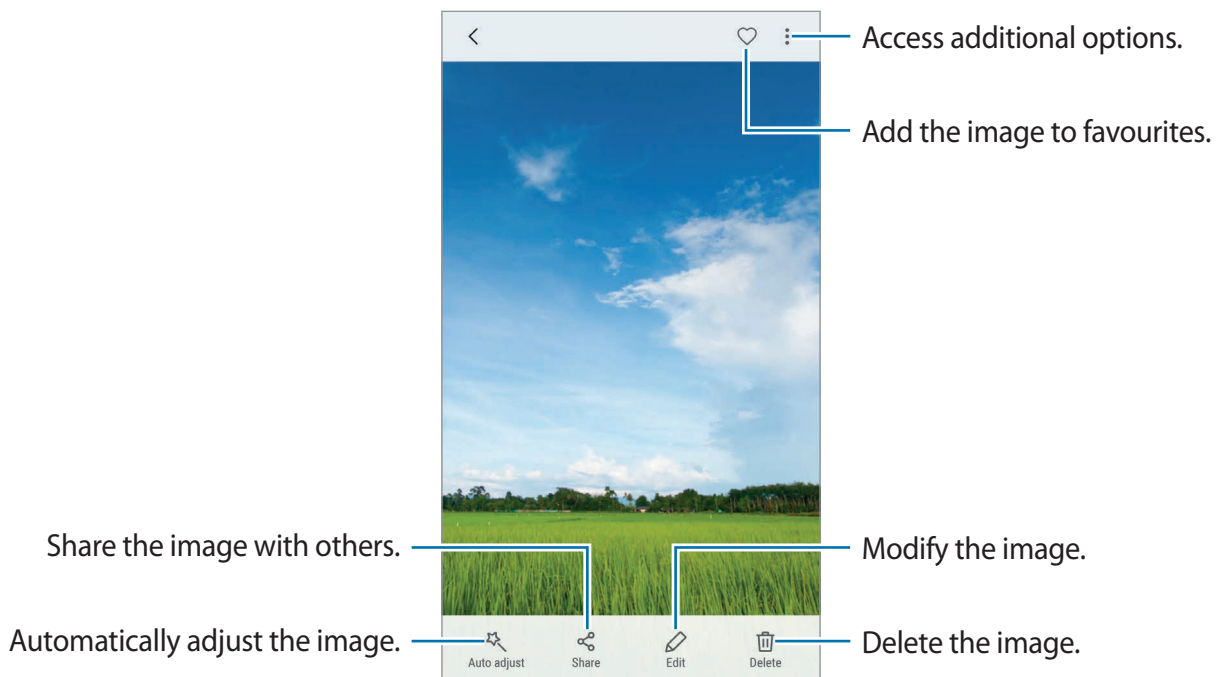 Access additional options.
Add the image to favourites.
Share the image with others.
Modify the image.
Automatically adjust the image.
Delete the image.
Auto adjust
Share
Edit
Delete